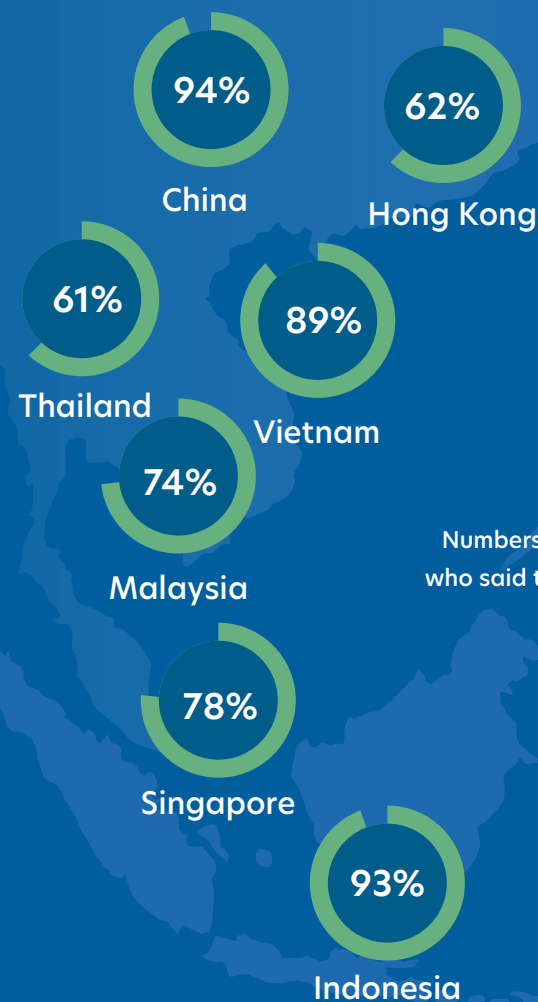 94%
China
62%
Hong Kong
61%
Thailand
89%
Vietnam
74%
Malaysia
Numbers
who said
78%
Singapore
93%
Indonesia